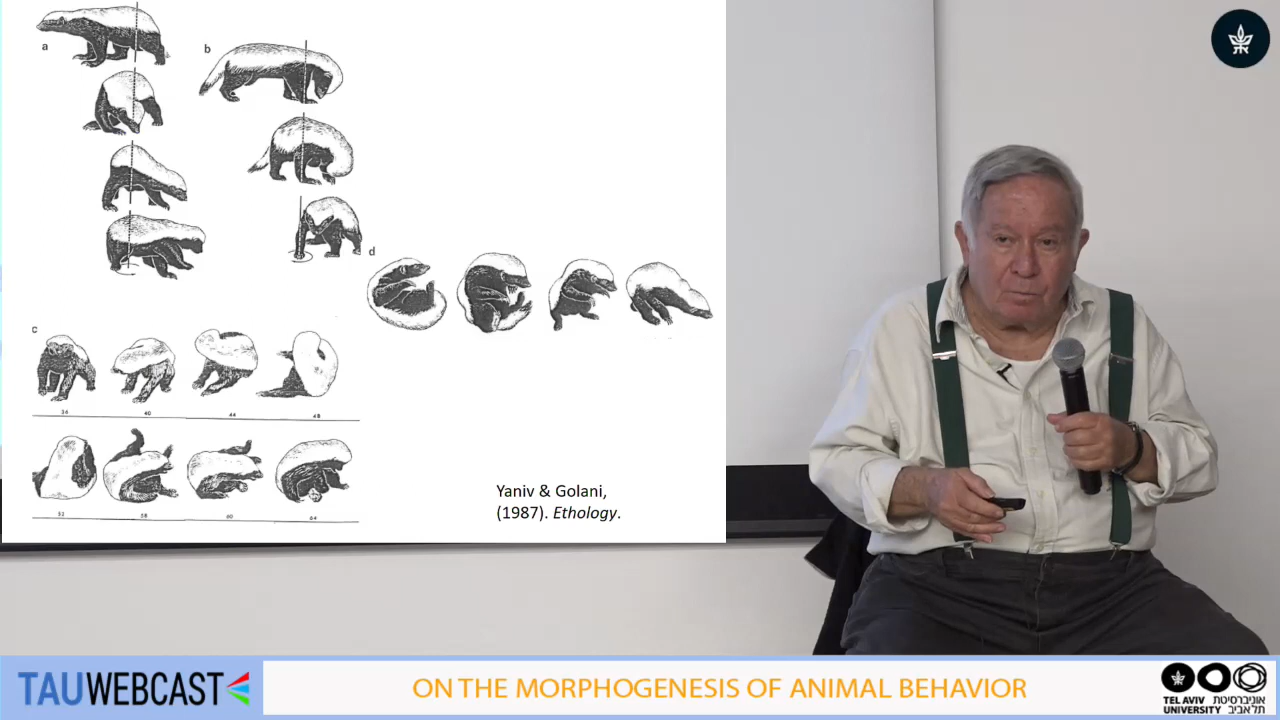 a
b
d
c
36
40
44
48
52
58
60
64
Yaniv & Golani,
(1987). Ethology.
TAUWEBCAST
ON THE MORPHOGENESIS OF ANIMAL BEHAVIOR
TEL AVIV אוניברסיטת
UNIVERSITY תל אביב